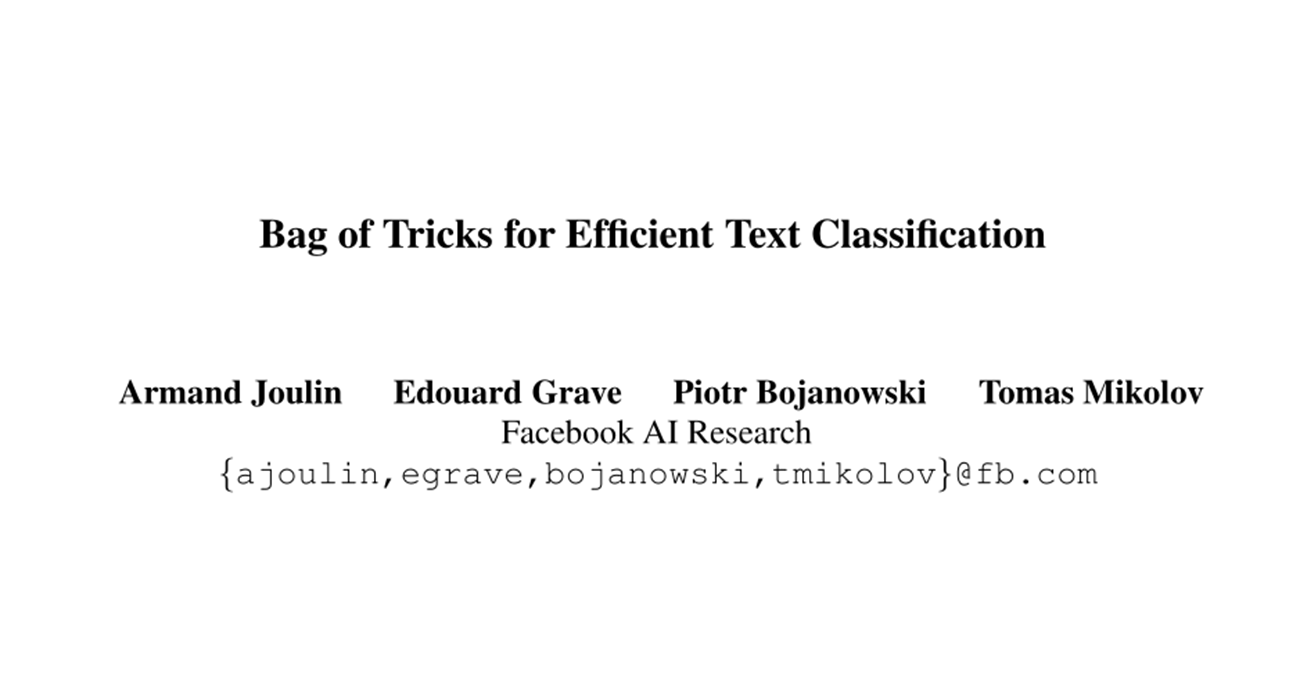 Bag of Tricks for Efficient Text Classification
Armand Joulin Edouard Grave Piotr Bojanowski Tomas Mikolov
Facebook AI Research
{ajoulin,egrave,bojanowski,tmikolov}@fb.com